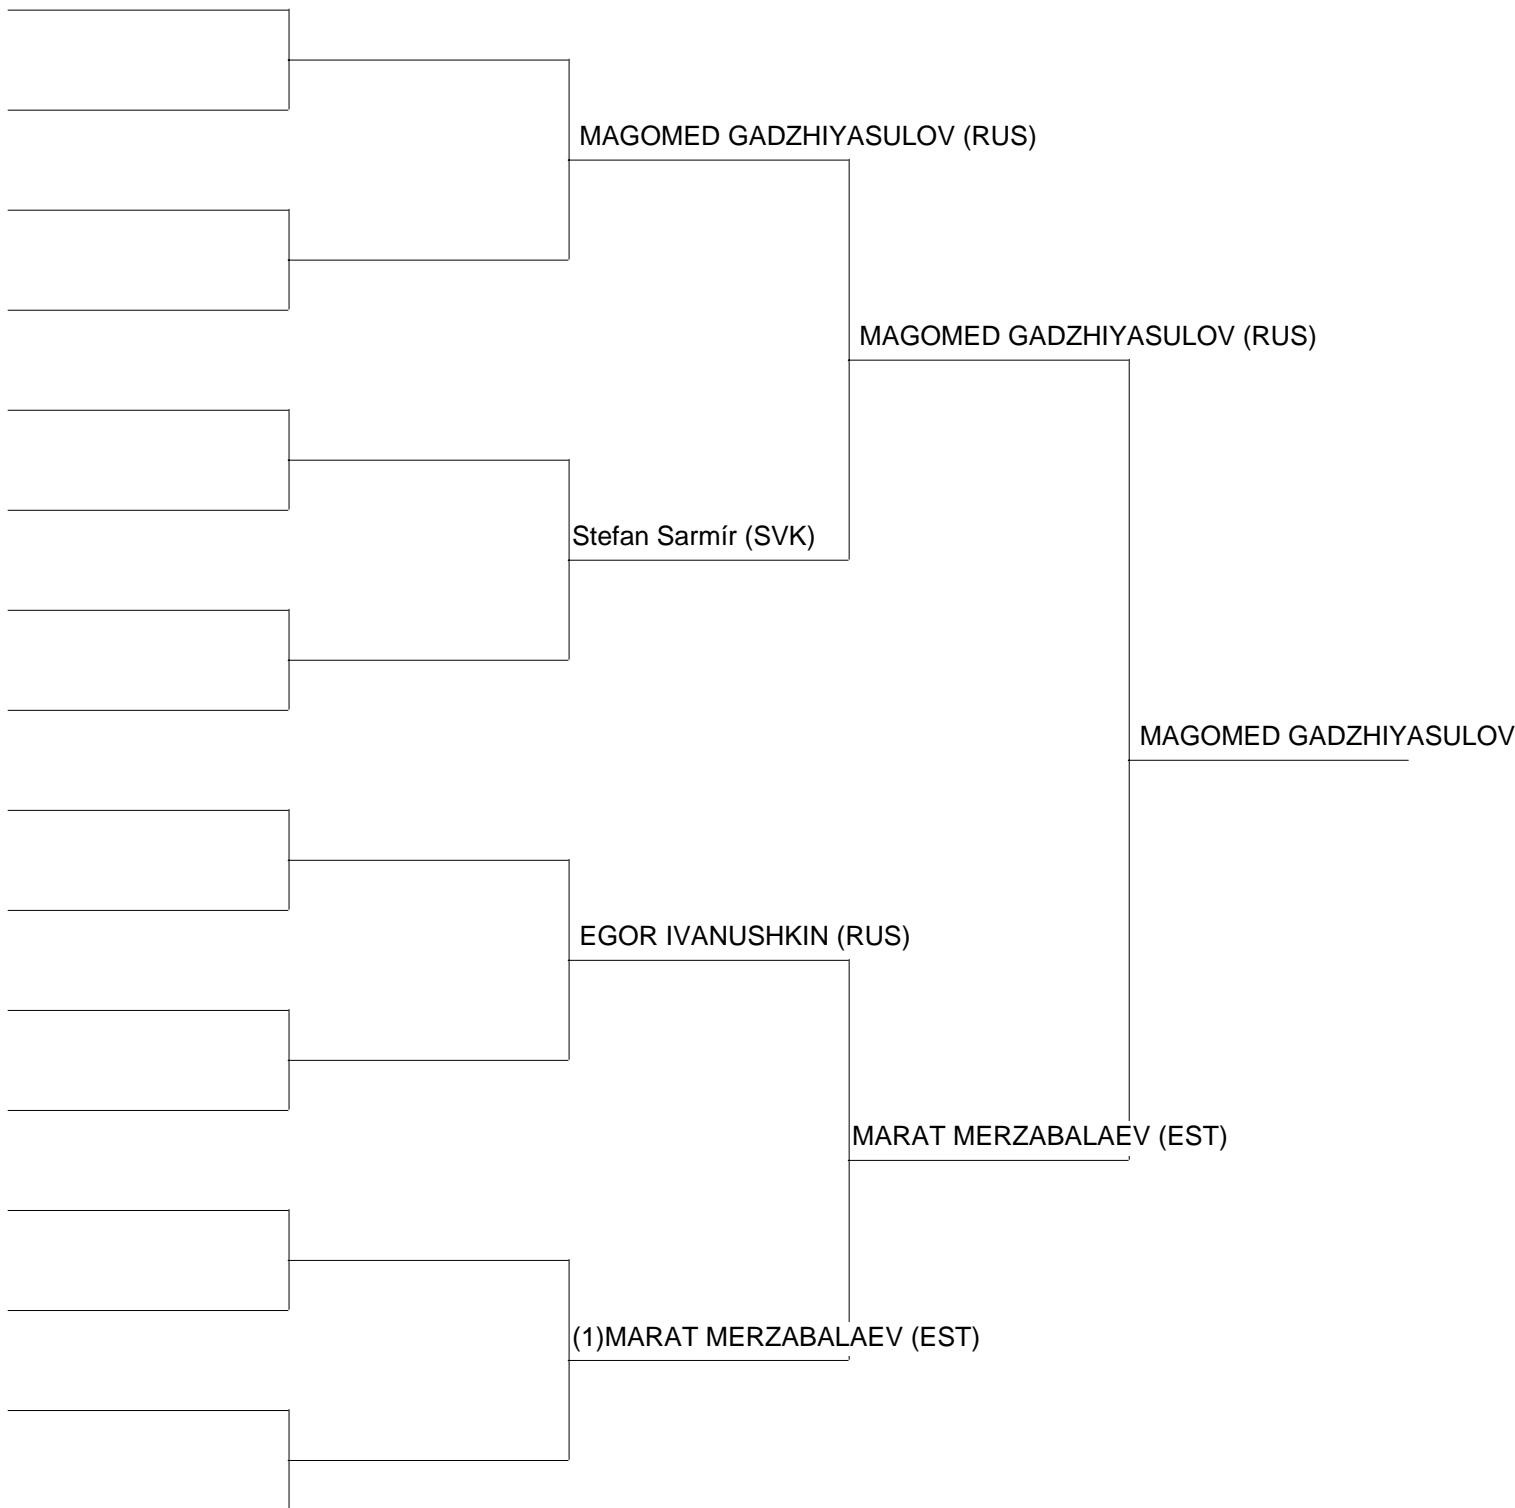 MAGOMED GADZHIYASULOV (RUS)
MAGOMED GADZHIYASULOV (RUS)
Stefan Sarmír (SVK)
MAGOMED GADZHIYASULOV
EGOR IVANUSHKIN (RUS)
MARAT MERZABALAEV (EST)
(1)MARAT MERZABALAEV (EST)